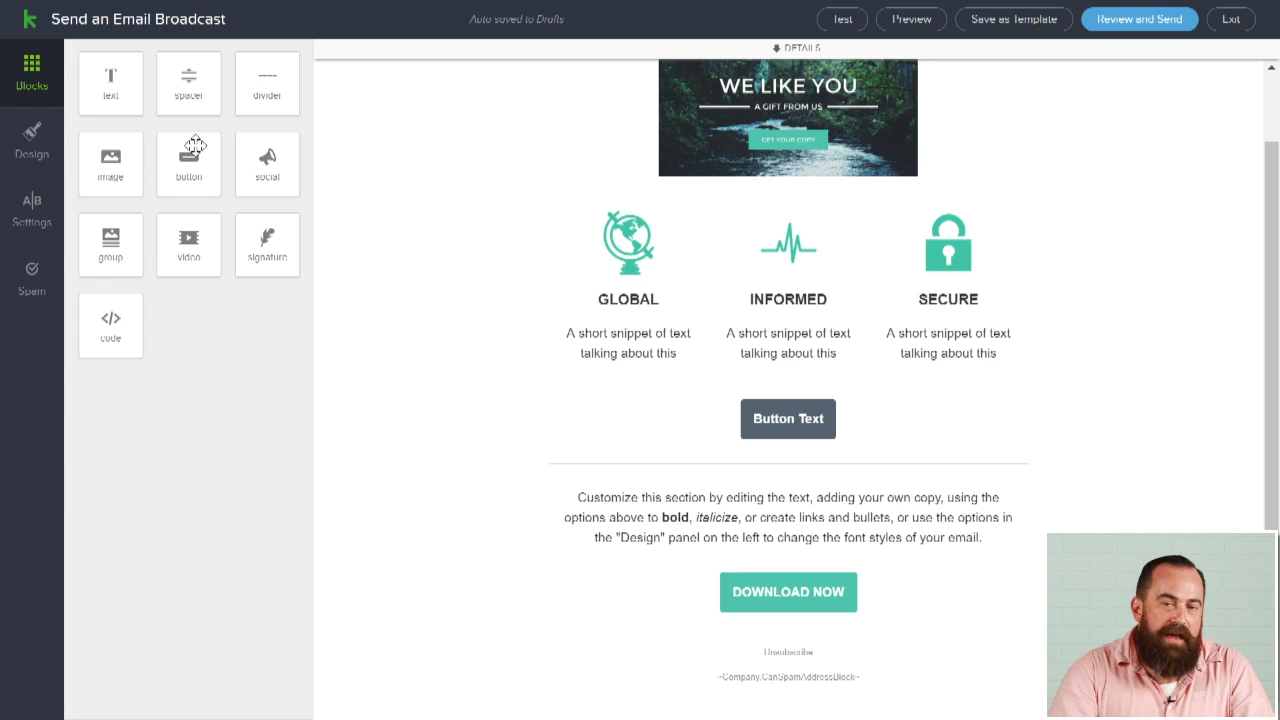 Send an Email Broadcast
Auto saved to Drafts
Test
Preview
Save as Template
Review and Send
Exit
DETAILS
Blocks
Design
A|B
Settings
Spam
T
text
spacer
divider
image
button
social
group
video
signature
</>
code
WE LIKE YOU
A GIFT FROM US
GET YOUR COPY
GLOBAL
INFORMED
SECURE
A short snippet of text
talking about this
A short snippet of text
talking about this
A short snippet of text
talking about this
Button Text
Customize this section by editing the text, adding your own copy, using the
options above to bold, italicize, or create links and bullets, or use the options in
the "Design" panel on the left to change the font styles of your email.
DOWNLOAD NOW
Unsubscribe
~Company.CanSpamAddressBlock~